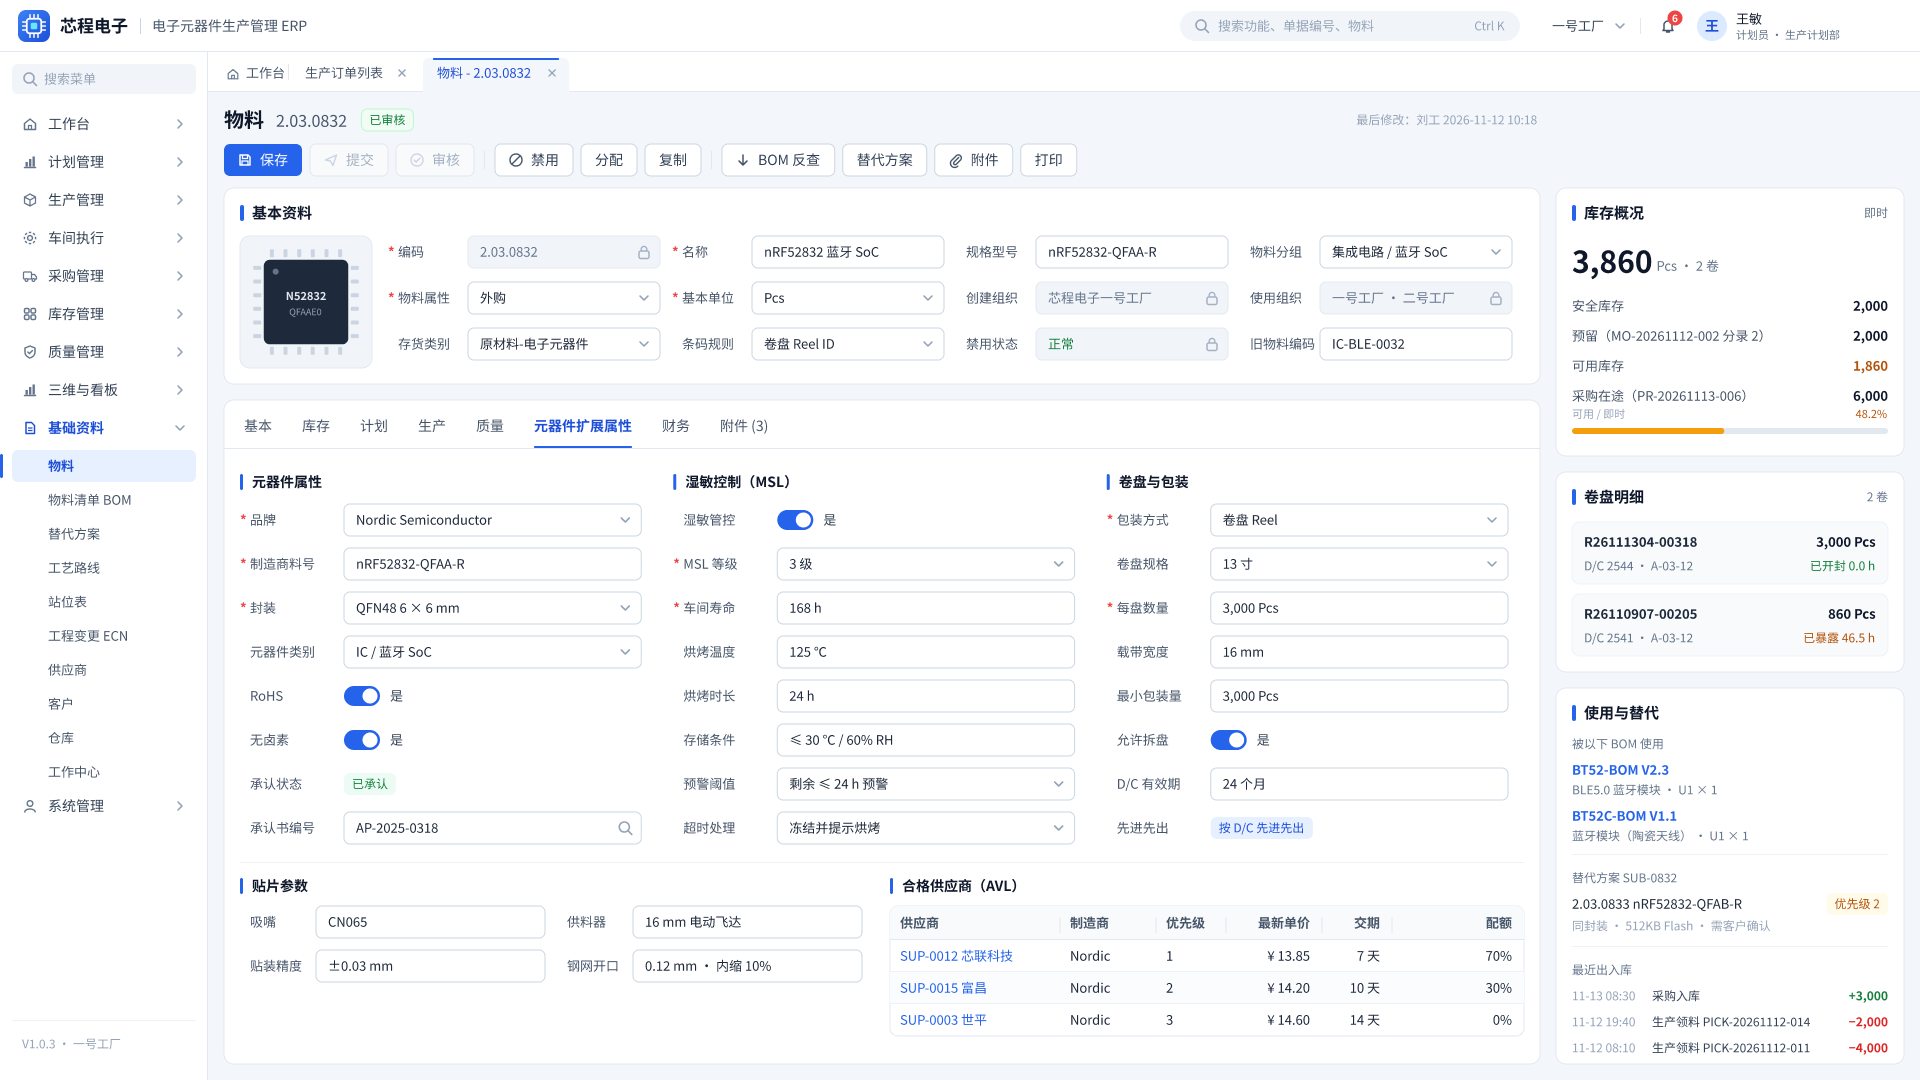 芯程电子 电子元器件生产管理 ERP
搜索功能、单据编号、物料 Ctrl K
一号工厂
6
王
王敏
计划员 · 生产计划部
搜索菜单
工作台
计划管理
生产管理
车间执行
采购管理
库存管理
质量管理
三维与看板
基础资料
物料
物料清单 BOM
替代方案
工艺路线
站位表
工程变更 ECN
供应商
客户
仓库
工作中心
系统管理
V1.0.3 · 一号工厂
工作台 生产订单列表 × 物料 - 2.03.0832 ×
物料 2.03.0832 已审核
最后修改：刘工 2026-11-12 10:18
保存 提交 审核 禁用 分配 复制 BOM 反查 替代方案 附件 打印
基本资料
N52832
QFAAE0
* 编码 2.03.0832 * 名称 nRF52832 蓝牙 SoC 规格型号 nRF52832-QFAA-R 物料分组 集成电路 / 蓝牙 SoC
* 物料属性 外购 * 基本单位 Pcs 创建组织 芯程电子一号工厂 使用组织 一号工厂 · 二号工厂
存货类别 原材料-电子元器件 条码规则 卷盘 Reel ID 禁用状态 正常 旧物料编码 IC-BLE-0032
基本 库存 计划 生产 质量 元器件扩展属性 财务 附件 (3)
元器件属性
* 品牌 Nordic Semiconductor
* 制造商料号 nRF52832-QFAA-R
* 封装 QFN48 6 × 6 mm
元器件类别 IC / 蓝牙 SoC
RoHS 是
无卤素 是
承认状态 已承认
承认书编号 AP-2025-0318
湿敏控制（MSL）
湿敏管控 是
* MSL 等级 3 级
* 车间寿命 168 h
烘烤温度 125 °C
烘烤时长 24 h
存储条件 ≤ 30 °C / 60% RH
预警阈值 剩余 ≤ 24 h 预警
超时处理 冻结并提示烘烤
卷盘与包装
* 包装方式 卷盘 Reel
卷盘规格 13 寸
* 每盘数量 3,000 Pcs
载带宽度 16 mm
最小包装量 3,000 Pcs
允许拆盘 是
D/C 有效期 24 个月
先进先出 按 D/C 先进先出
贴片参数
吸嘴 CN065 供料器 16 mm 电动飞达
贴装精度 ±0.03 mm 钢网开口 0.12 mm · 内缩 10%
合格供应商（AVL）
供应商 制造商 优先级 最新单价 交期 配额
SUP-0012 芯联科技 Nordic 1 ¥ 13.85 7 天 70%
SUP-0015 富昌 Nordic 2 ¥ 14.20 10 天 30%
SUP-0003 世平 Nordic 3 ¥ 14.60 14 天 0%
库存概况 即时
3,860 Pcs · 2 卷
安全库存 2,000
预留（MO-20261112-002 分录 2） 2,000
可用库存 1,860
采购在途（PR-20261113-006） 6,000
可用 / 即时 48.2%
卷盘明细 2 卷
R26111304-00318 3,000 Pcs
D/C 2544 · A-03-12 已开封 0.0 h
R26110907-00205 860 Pcs
D/C 2541 · A-03-12 已暴露 46.5 h
使用与替代
被以下 BOM 使用
BT52-BOM V2.3
BLE5.0 蓝牙模块 · U1 × 1
BT52C-BOM V1.1
蓝牙模块（陶瓷天线） · U1 × 1
替代方案 SUB-0832
2.03.0833 nRF52832-QFAB-R 优先级 2
同封装 · 512KB Flash · 需客户确认
最近出入库
11-13 08:30 采购入库 +3,000
11-12 19:40 生产领料 PICK-20261112-014 −2,000
11-12 08:10 生产领料 PICK-20261112-011 −4,000